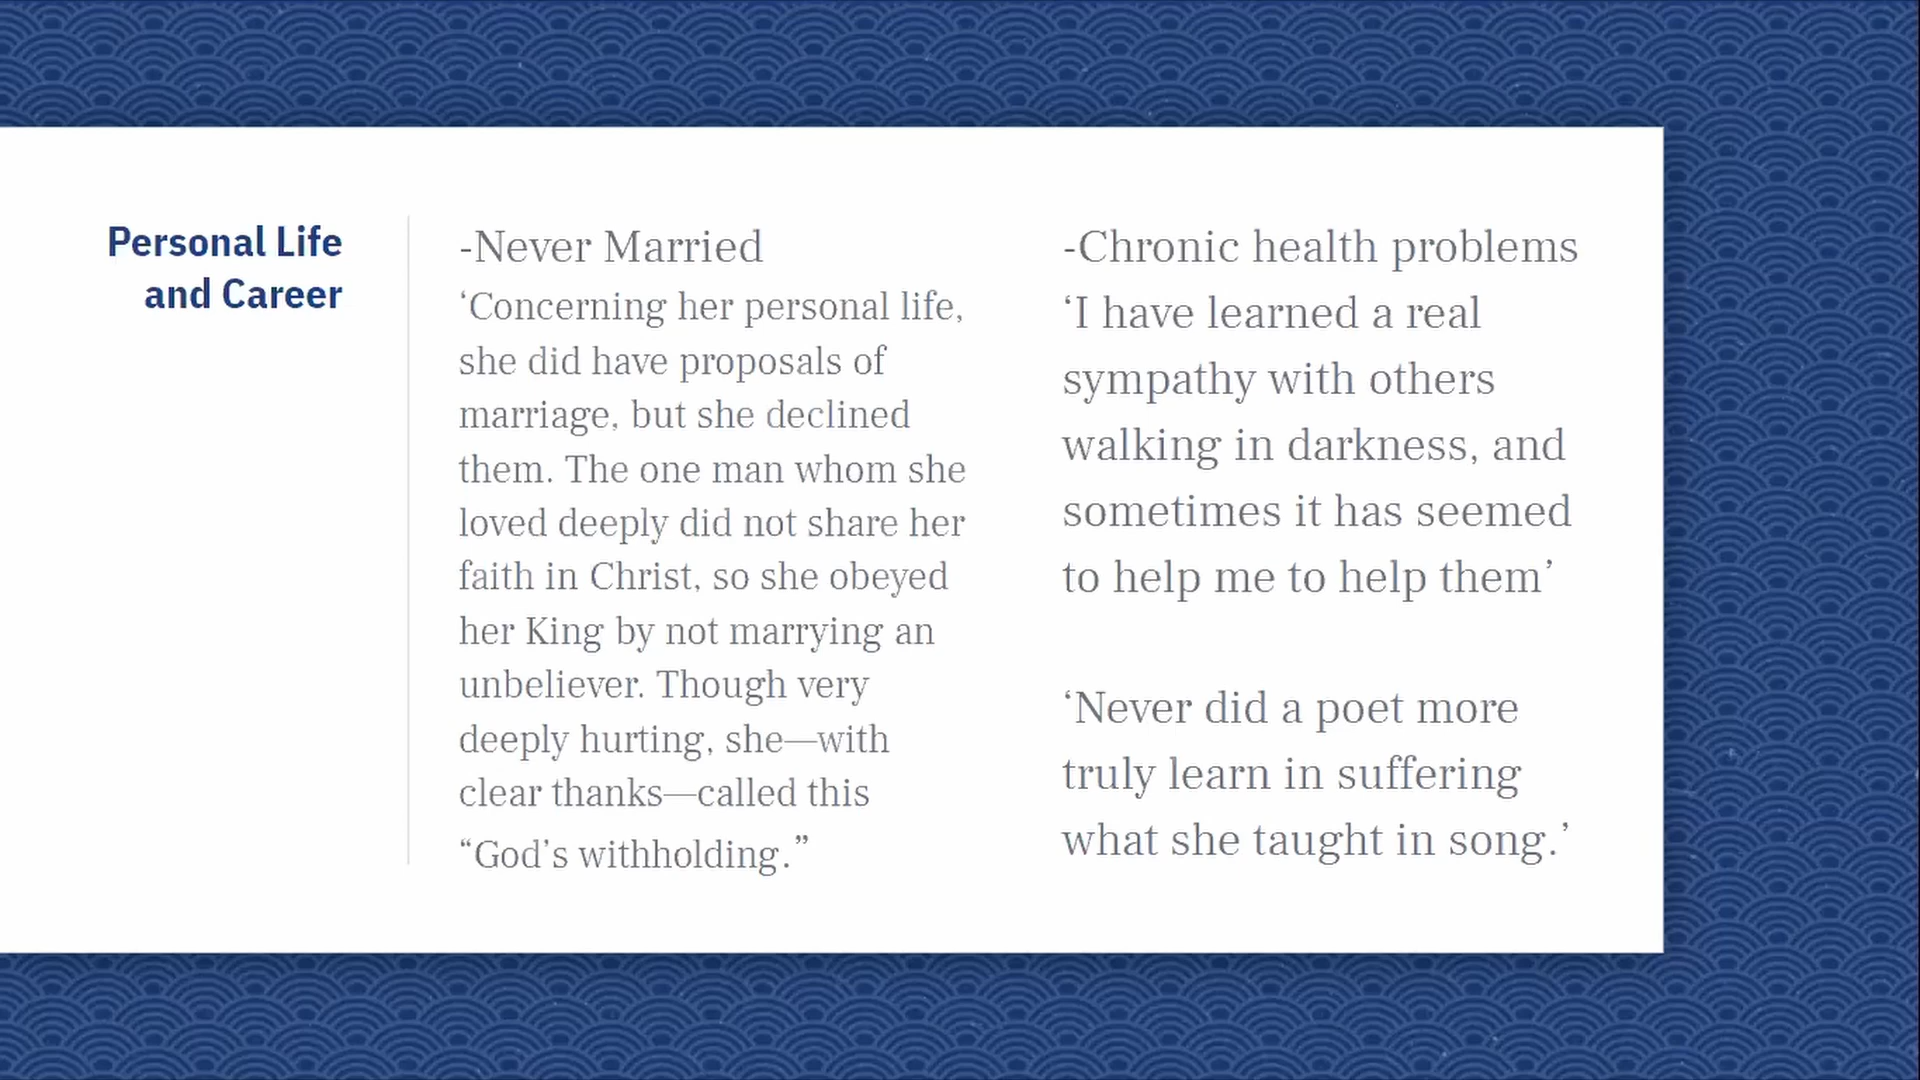 Personal Life
and Career
-Never Married
‘Concerning her personal life,
she did have proposals of
marriage, but she declined
them. The one man whom she
loved deeply did not share her
faith in Christ, so she obeyed
her King by not marrying an
unbeliever. Though very
deeply hurting, she—with
clear thanks—called this
“God’s withholding.”
-Chronic health problems
‘I have learned a real
sympathy with others
walking in darkness, and
sometimes it has seemed
to help me to help them’
‘Never did a poet more
truly learn in suffering
what she taught in song.’